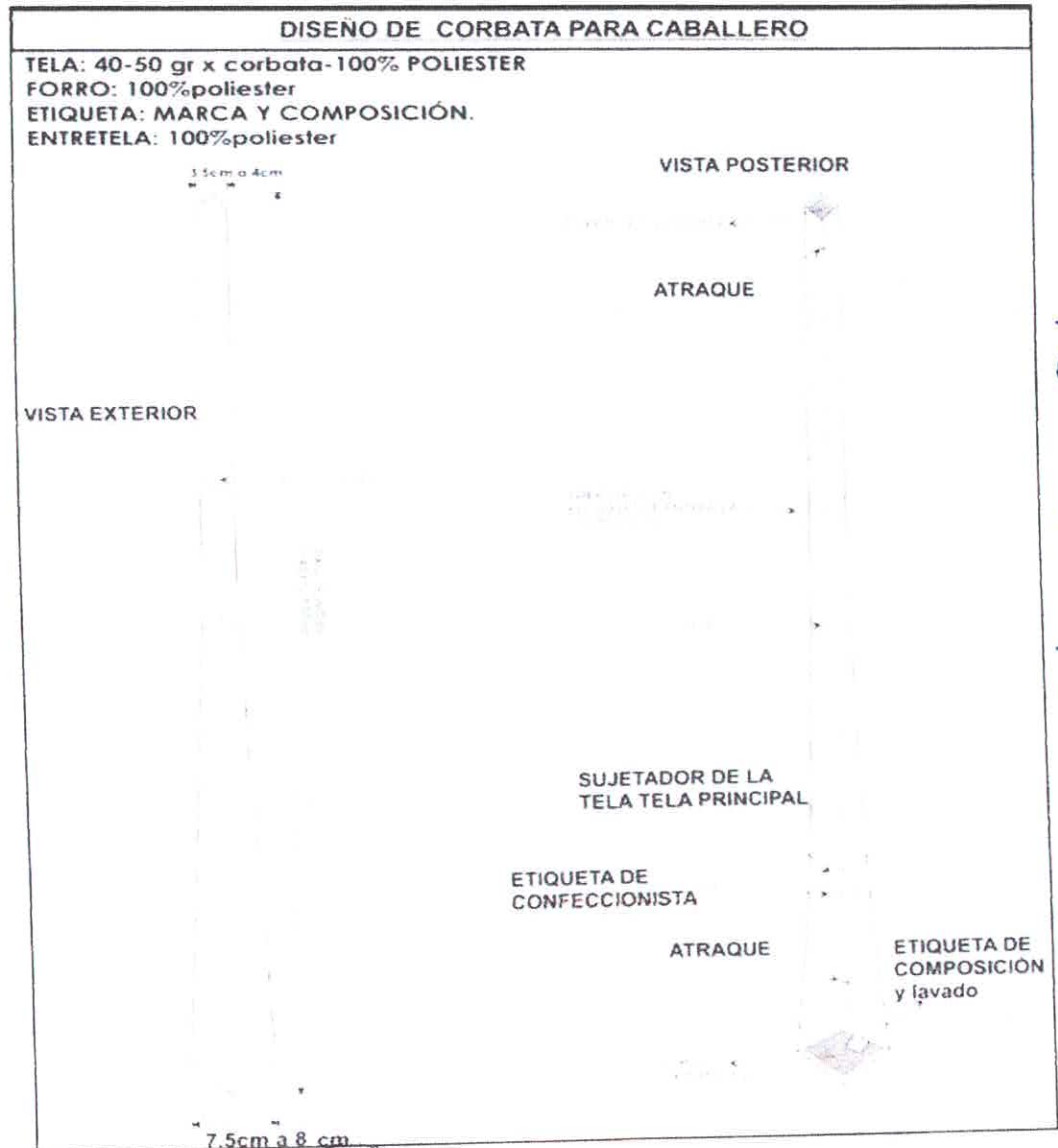 DISEÑO DE CORBATA PARA CABALLERO
TELA: 40-50 gr x corbata-100% POLIESTER
FORRO: 100%poliester
ETIQUETA: MARCA Y COMPOSICIÓN.
ENTRETELA: 100%poliester
3.5cm a 4cm
VISTA POSTERIOR
ATRAQUE
VISTA EXTERIOR
SUJETADOR DE LA
TELA TELA PRINCIPAL
ETIQUETA DE
CONFECCIONISTA
ATRAQUE
ETIQUETA DE
COMPOSICIÓN
y lavado
7.5cm a 8 cm